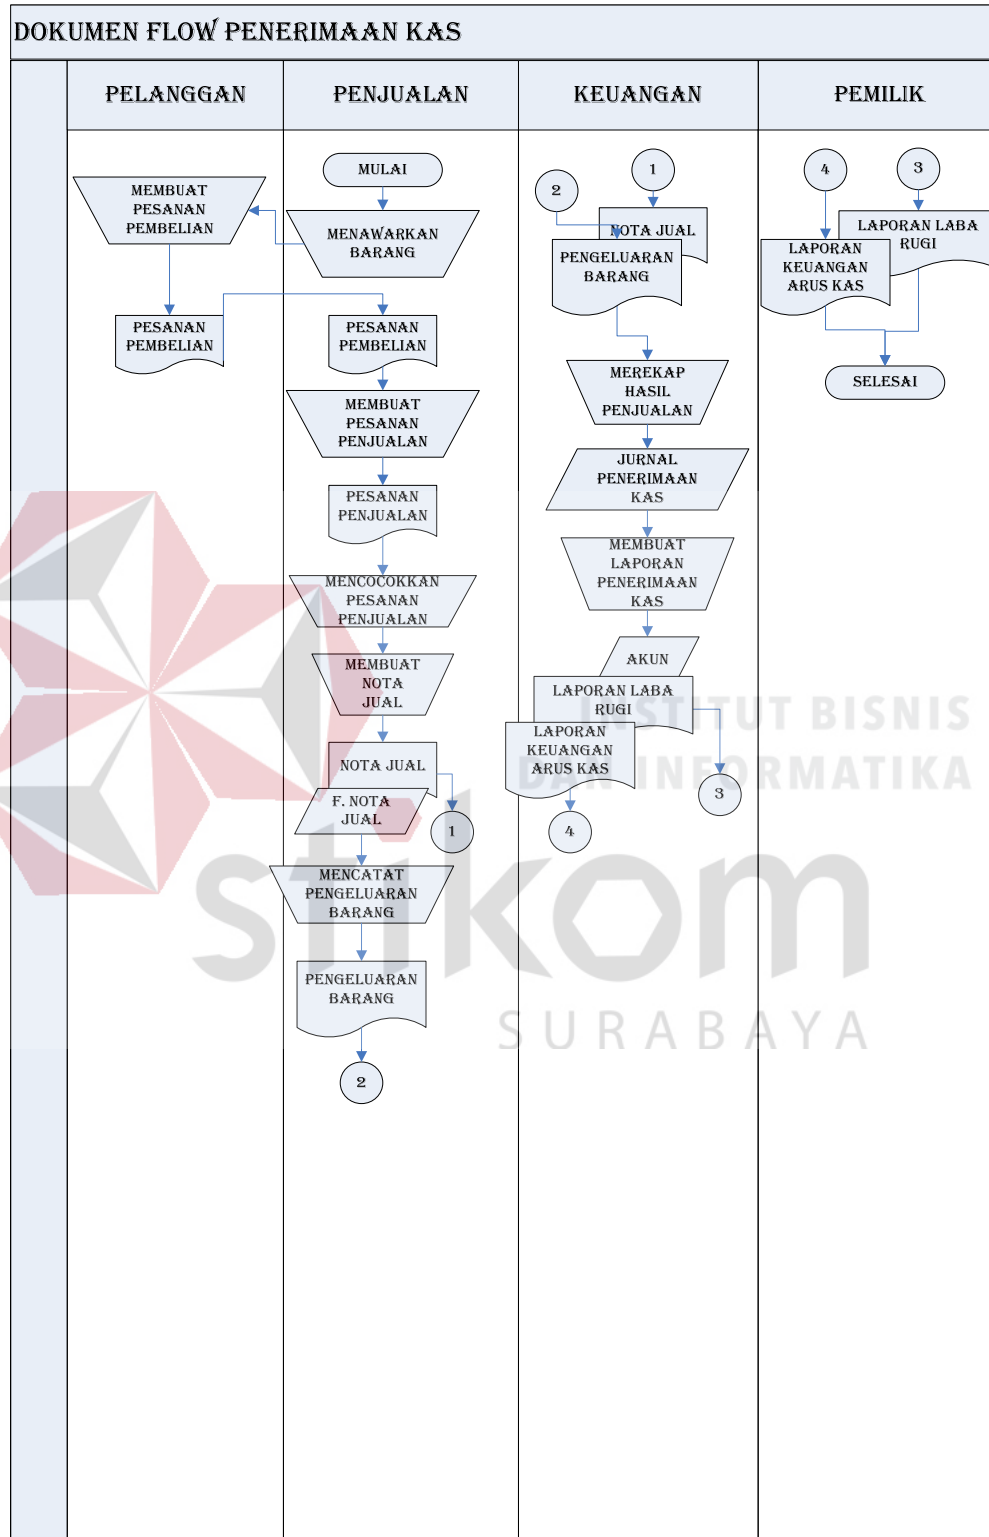 DOKUMEN FLOW PENERIMAAN KAS
PELANGGAN
PENJUALAN
KEUANGAN
PEMILIK
MEMBUAT
PESANAN
PEMBELIAN
PESANAN
PEMBELIAN
MULAI
MENAWARKAN
BARANG
PESANAN
PEMBELIAN
MEMBUAT
PESANAN
PENJUALAN
PESANAN
PENJUALAN
MENCOCOKKAN
PESANAN
PENJUALAN
MEMBUAT
NOTA
JUAL
NOTA JUAL
F. NOTA
JUAL
1
MENCATAT
PENGELUARAN
BARANG
PENGELUARAN
BARANG
2
1
2
NOTA JUAL
PENGELUARAN
BARANG
MEREKAP
HASIL
PENJUALAN
JURNAL
PENERIMAAN
KAS
MEMBUAT
LAPORAN
PENERIMAAN
KAS
AKUN
LAPORAN LABA
RUGI
LAPORAN
KEUANGAN
ARUS KAS
3
4
4
3
LAPORAN LABA
RUGI
LAPORAN
KEUANGAN
ARUS KAS
SELESAI
INSTITUT BISNIS
DAN INFORMATIKA
stikom
SURABAYA